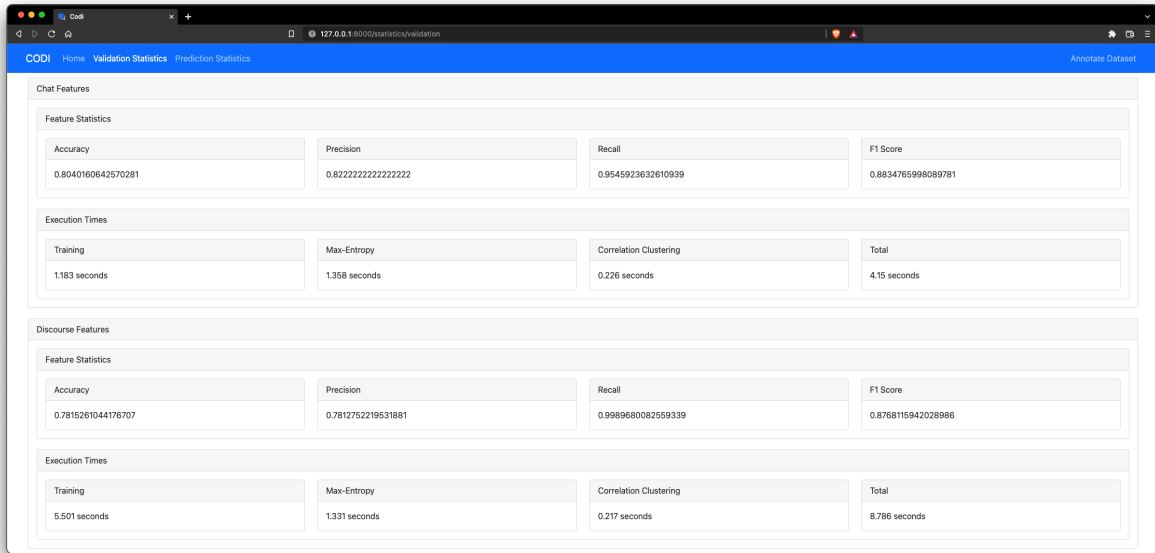 Codi
127.0.0.1:8000/statistics/validation
CODI Home Validation Statistics Prediction Statistics Annotate Dataset
Chat Features
Feature Statistics
Accuracy Precision Recall F1 Score
0.8040160642570281 0.8222222222222222 0.9545923632610939 0.8834765998089781
Execution Times
Training Max-Entropy Correlation Clustering Total
1.183 seconds 1.358 seconds 0.226 seconds 4.15 seconds
Discourse Features
Feature Statistics
Accuracy Precision Recall F1 Score
0.7815261044176707 0.7812752219531881 0.9989680082559339 0.8768115942028986
Execution Times
Training Max-Entropy Correlation Clustering Total
5.501 seconds 1.331 seconds 0.217 seconds 8.786 seconds